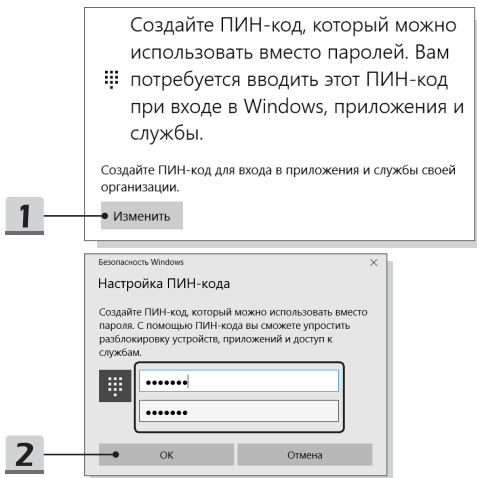 Создайте ПИН-код, который можно
использовать вместо паролей. Вам
потребуется вводить этот ПИН-код
при входе в Windows, приложения и
службы.
Создайте ПИН-код для входа в приложения и службы своей
организации.
1
Изменить
Безопасность Windows
Настройка ПИН-кода
Создайте ПИН-код, который можно использовать вместо
пароля. С помощью ПИН-кода вы сможете упростить
разблокировку устройств, приложений и доступ к
службам.
•••••••
•••••••
2
ОК
Отмена